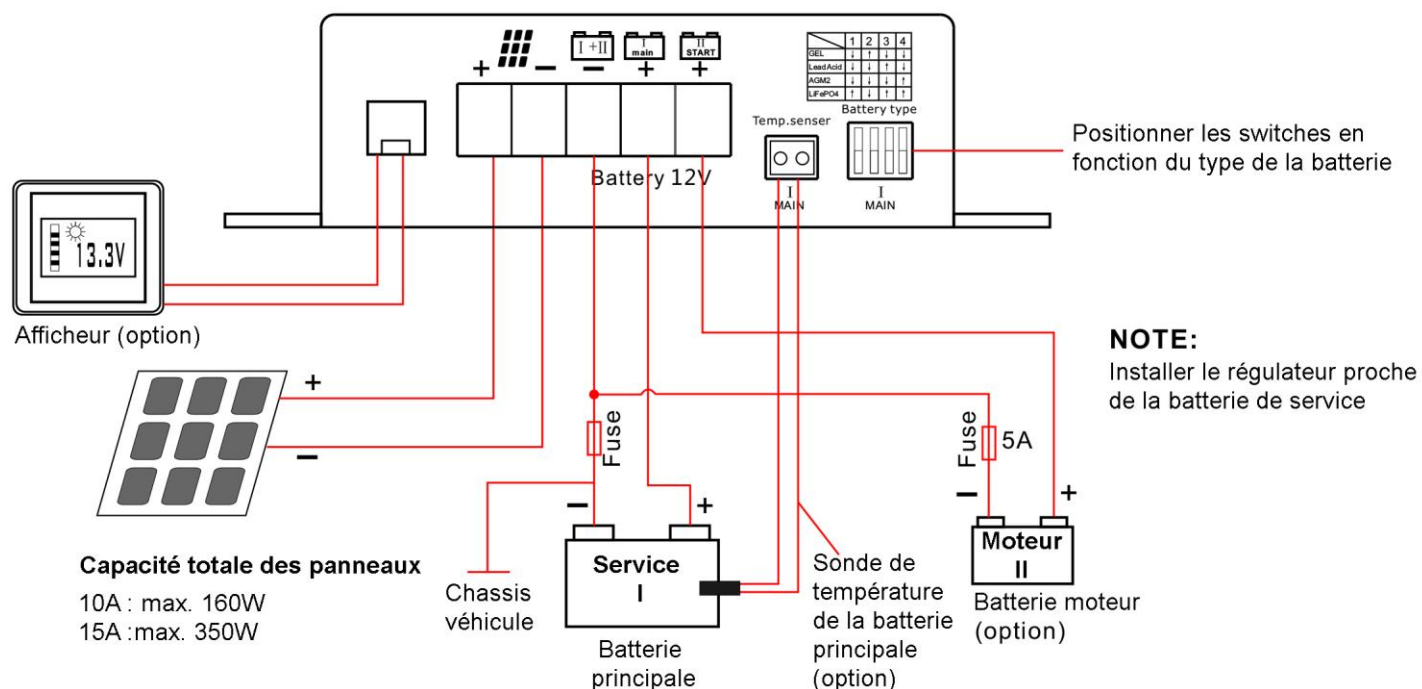 I +II
I
main
II
START
+ − − + +
1 2 3 4
GEL ↓ ↑ ↓ ↓
LeadAcid ↓ ↓ ↑ ↓
AGM2 ↓ ↓ ↓ ↑
LiFePO4 ↑ ↓ ↓ ↑
Battery type
Temp.senser
Battery 12V
I
MAIN
I
MAIN
Positionner les switches en
fonction du type de la batterie
13.3V
Afficheur (option)
+
−
NOTE:
Installer le régulateur proche
de la batterie de service
Fuse
Fuse
5A
− +
− +
Capacité totale des panneaux
10A : max. 160W
15A :max. 350W
Chassis
véhicule
Service
I
Batterie
principale
Sonde de
température
de la batterie
principale
(option)
Moteur
II
Batterie moteur
(option)